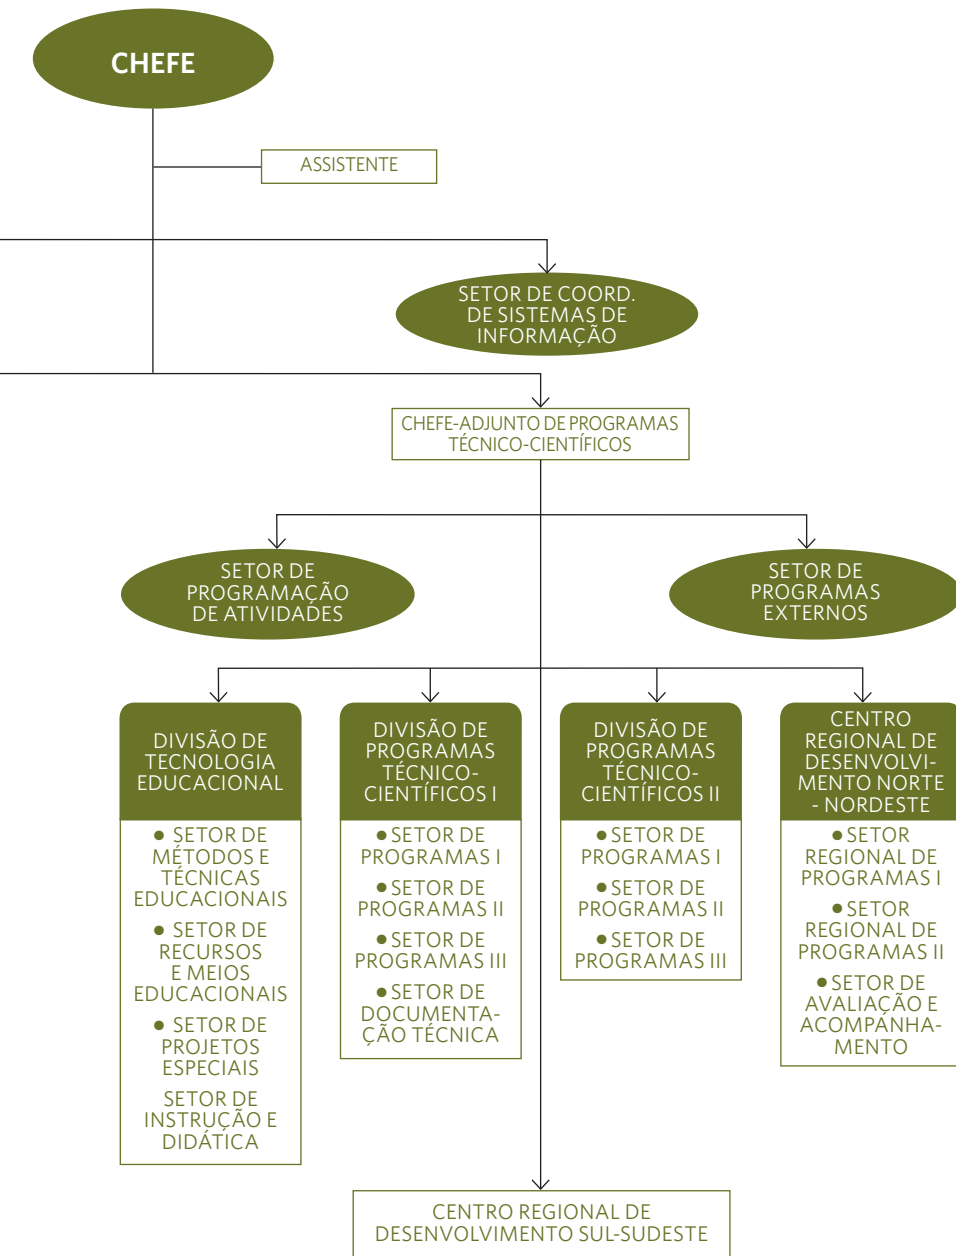 CHEFE
ASSISTENTE
SETOR DE COORD.
DE SISTEMAS DE
INFORMAÇÃO
CHEFE-ADJUNTO DE PROGRAMAS
TÉCNICO-CIENTÍFICOS
SETOR DE
PROGRAMAÇÃO
DE ATIVIDADES
SETOR DE
PROGRAMAS
EXTERNOS
DIVISÃO DE
TECNOLOGIA
EDUCACIONAL
● SETOR DE
MÉTODOS E
TÉCNICAS
EDUCACIONAIS
● SETOR DE
RECURSOS
E MEIOS
EDUCACIONAIS
● SETOR DE
PROJETOS
ESPECIAIS
SETOR DE
INSTRUÇÃO E
DIDÁTICA
DIVISÃO DE
PROGRAMAS
TÉCNICO-
CIENTÍFICOS I
● SETOR DE
PROGRAMAS I
● SETOR DE
PROGRAMAS II
● SETOR DE
PROGRAMAS III
● SETOR DE
DOCUMENTA-
ÇÃO TÉCNICA
DIVISÃO DE
PROGRAMAS
TÉCNICO-
CIENTÍFICOS II
● SETOR DE
PROGRAMAS I
● SETOR DE
PROGRAMAS II
● SETOR DE
PROGRAMAS III
CENTRO
REGIONAL DE
DESENVOLVI-
MENTO NORTE
- NORDESTE
● SETOR
REGIONAL DE
PROGRAMAS I
● SETOR
REGIONAL DE
PROGRAMAS II
● SETOR DE
AVALIAÇÃO E
ACOMPANHA-
MENTO
CENTRO REGIONAL DE
DESENVOLVIMENTO SUL-SUDESTE